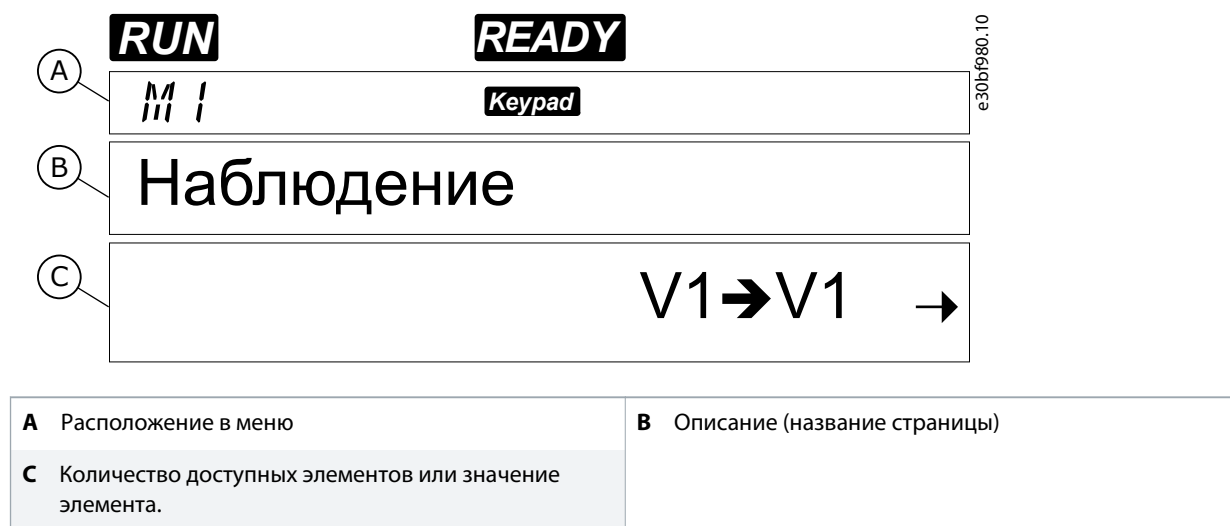 RUN READY
A M1 Keypad
e30bf980.10
B Наблюдение
C V1➔V1 →
A Расположение в меню
B Описание (название страницы)
C Количество доступных элементов или значение
элемента.